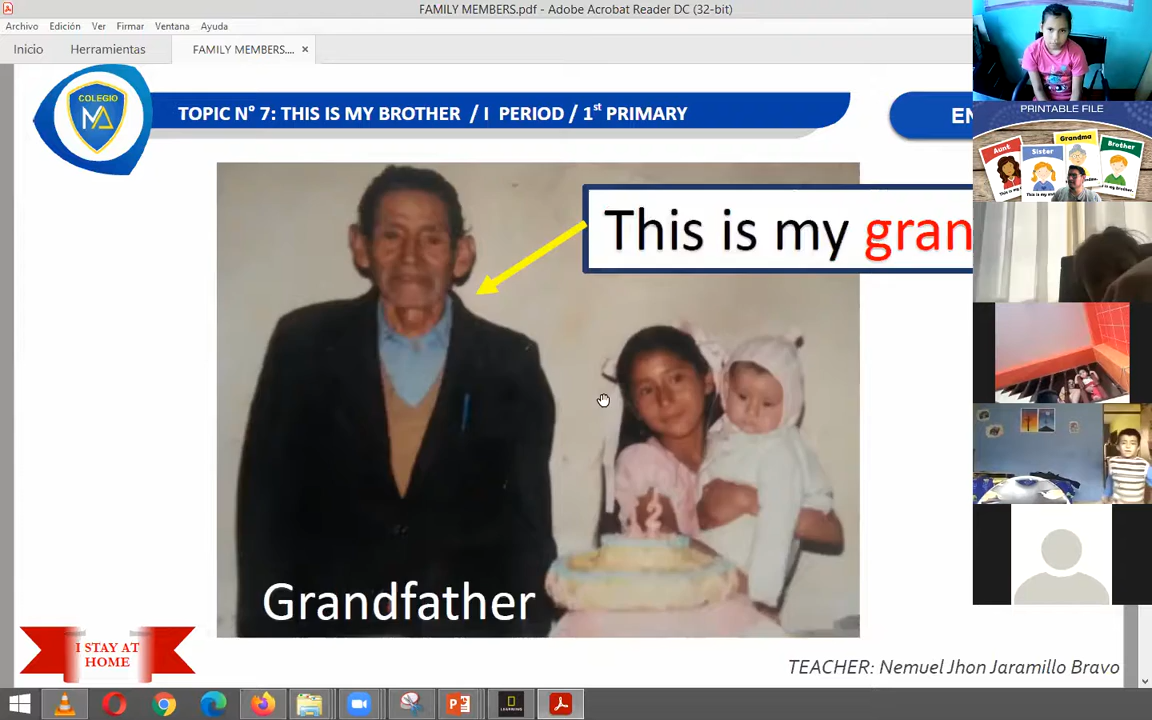 FAMILY MEMBERS.pdf - Adobe Acrobat Reader DC (32-bit)
Archivo Edición Ver Firmar Ventana Ayuda
Inicio Herramientas FAMILY MEMBERS.... ×
COLEGIO
TOPIC N° 7: THIS IS MY BROTHER / I PERIOD / 1st PRIMARY
EN
This is my gran
Grandfather
2
I STAY AT
HOME
TEACHER: Nemuel Jhon Jaramillo Bravo
PRINTABLE FILE
Aunt
Sister
Grandma
Brother
LEARNING